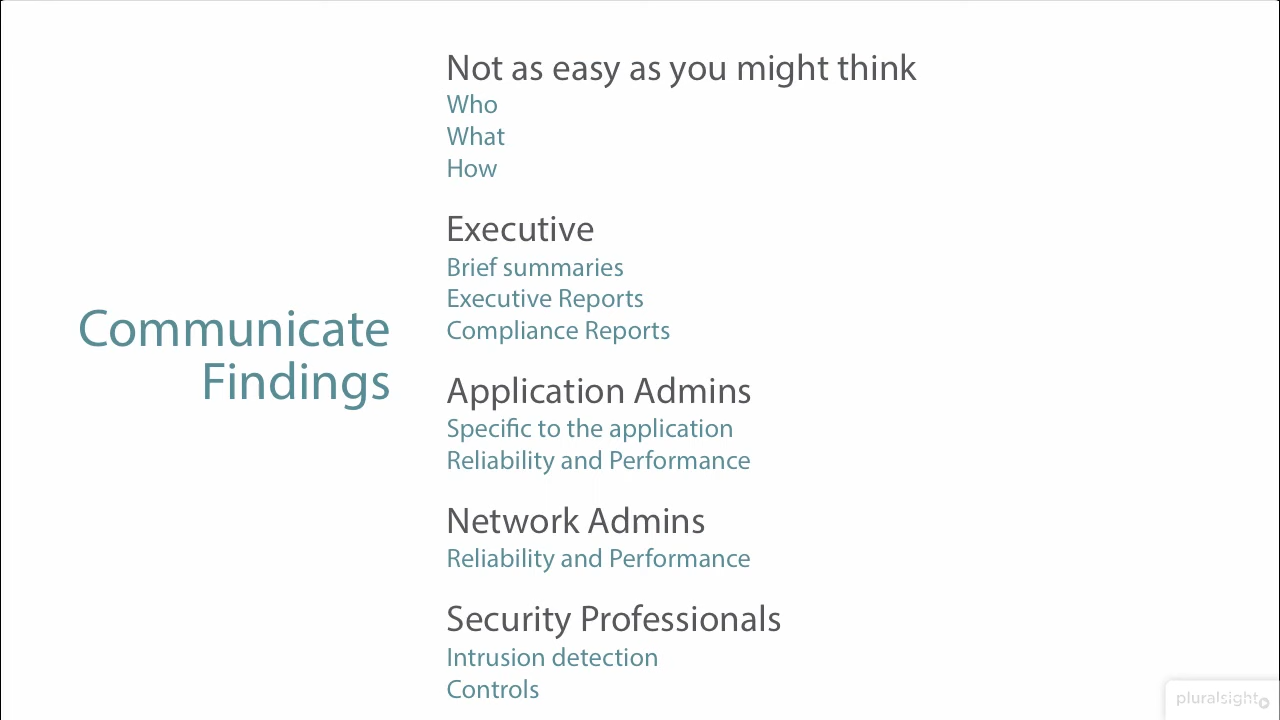 Communicate
Findings
Not as easy as you might think
Who
What
How
Executive
Brief summaries
Executive Reports
Compliance Reports
Application Admins
Specific to the application
Reliability and Performance
Network Admins
Reliability and Performance
Security Professionals
Intrusion detection
Controls
pluralsight